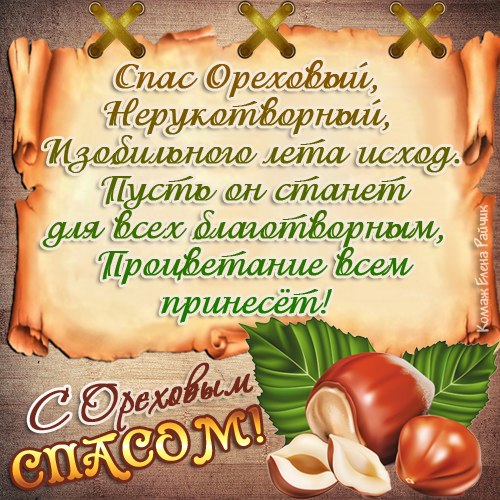 Спас Ореховый,
Нерукотворный,
Изобильного лета исход.
Пусть он станет
для всех благотворным,
Процветание всем
принесёт!
С Ореховым
СПАСОМ!
Комаж Елена Райчик